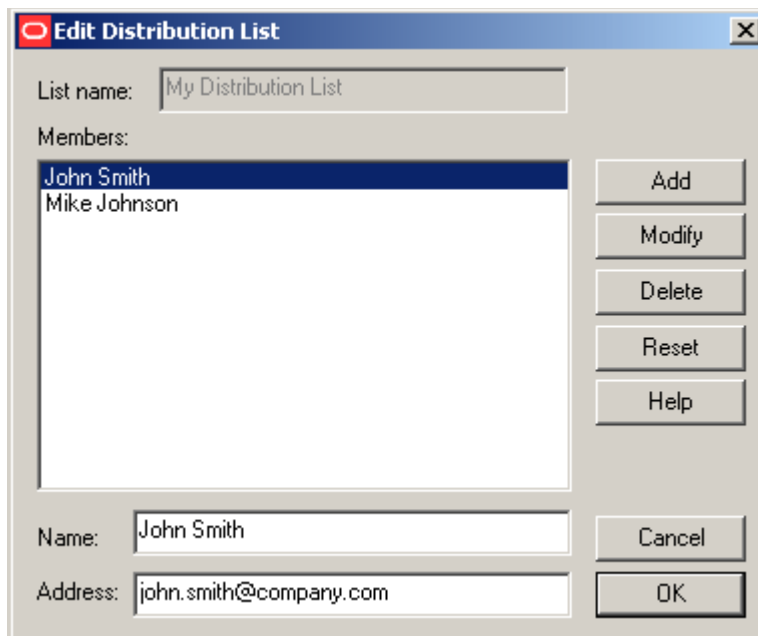 Edit Distribution List
List name: My Distribution List
Members:
John Smith
Mike Johnson
Add
Modify
Delete
Reset
Help
Name: John Smith
Cancel
Address: john.smith@company.com
OK